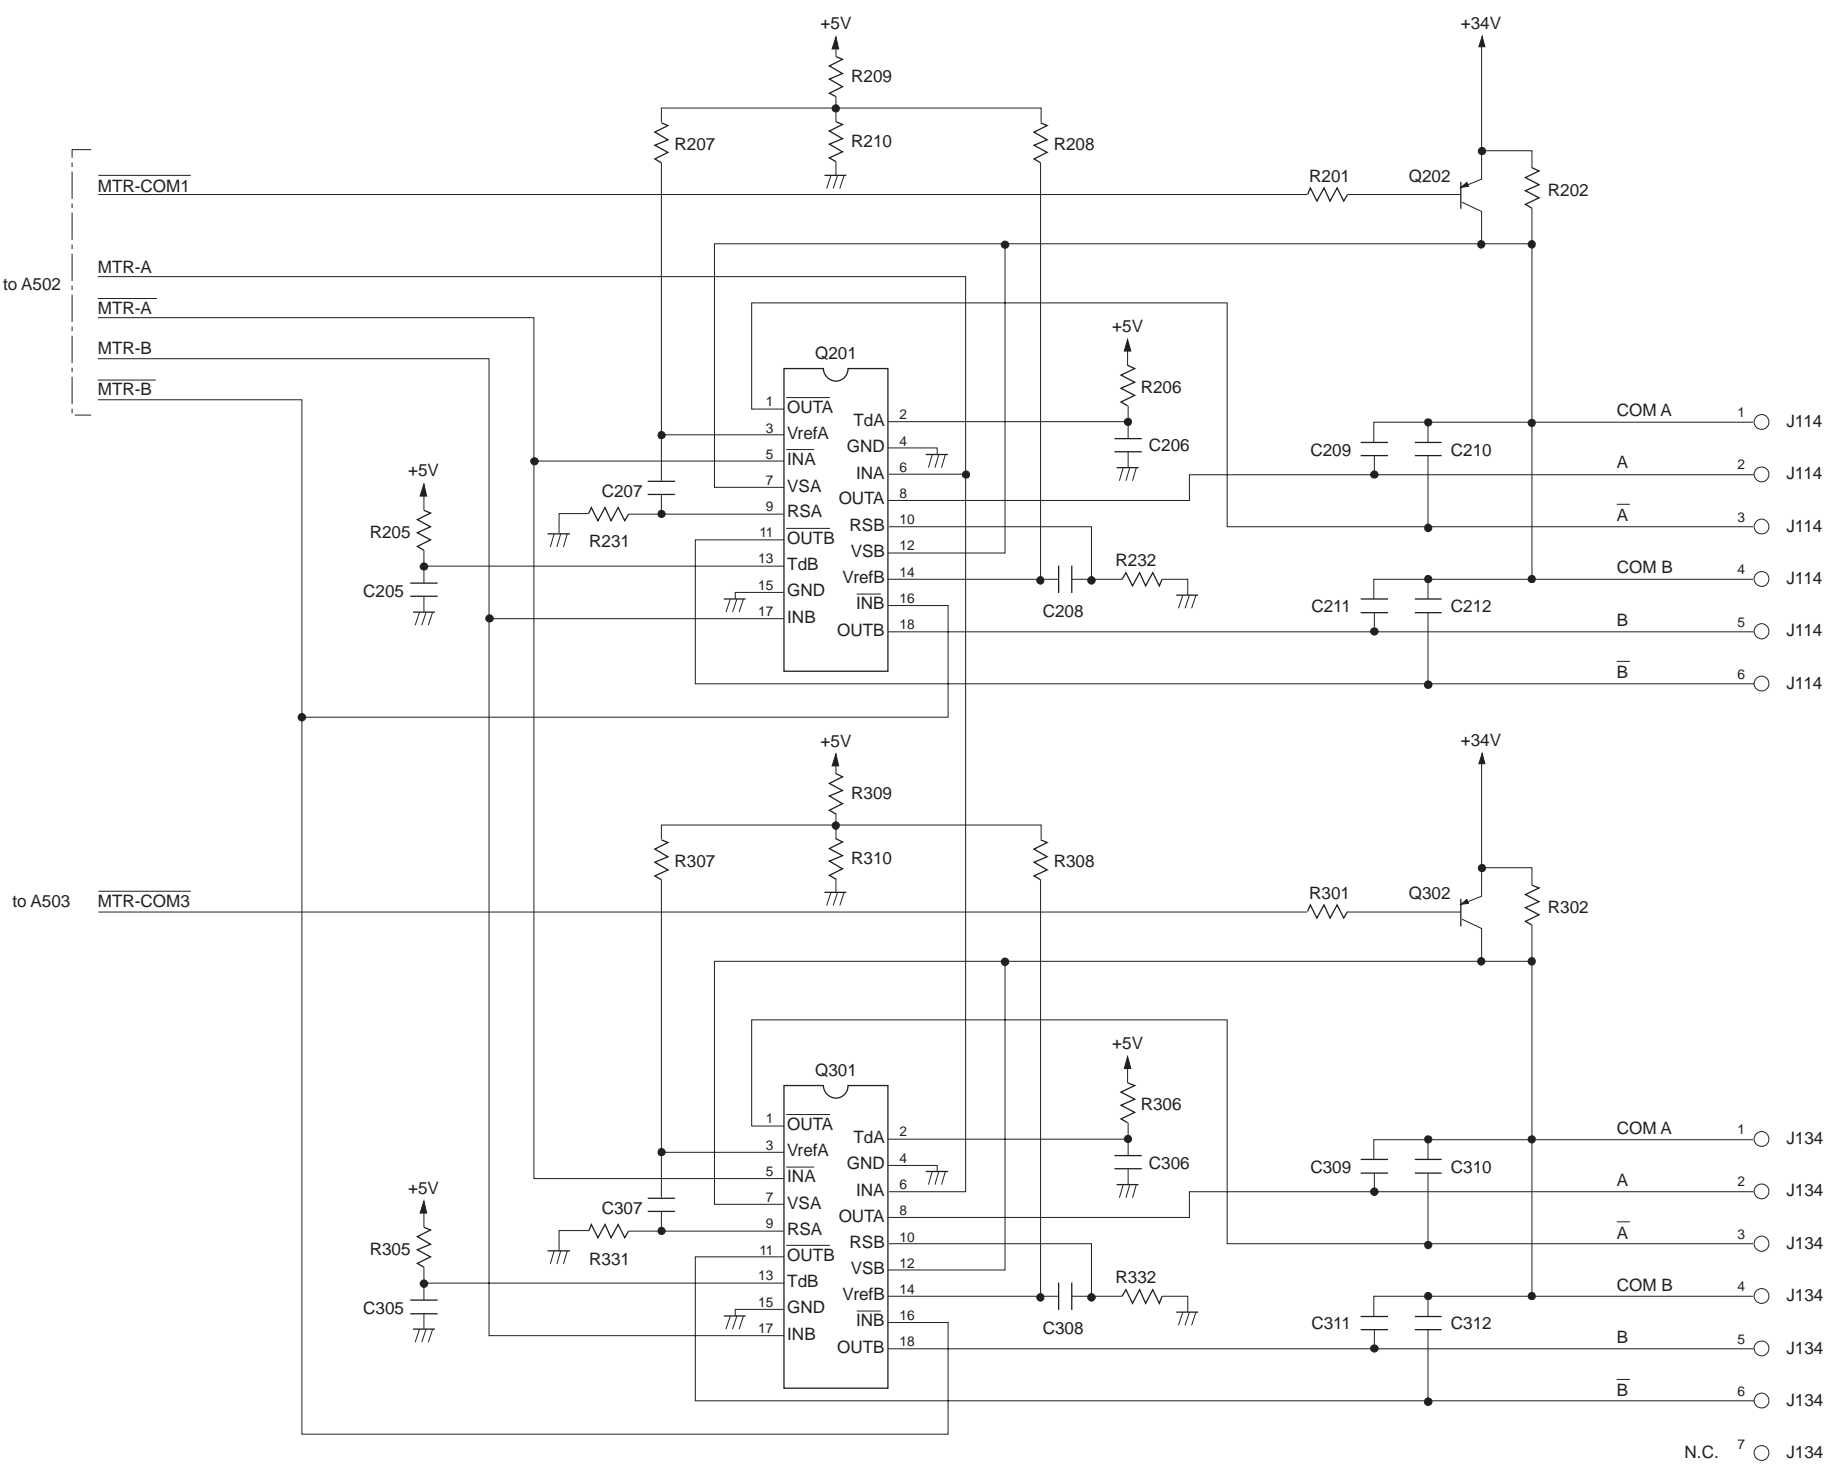 +5V
+34V
R209
R207
R210
R208
MTR-COM1
R201
Q202
R202
MTR-A
to A502
MTR-A
MTR-B
MTR-B
+5V
Q201
R206
1 OUTA
TdA 2
COM A 1 J114
3 VrefA
GND 4
C206
C209
C210
5 INA
INA 6
A 2 J114
+5V
C207
7 VSA
OUTA 8
9 RSA
RSB 10
A 3 J114
R205
R231
11 OUTB
VSB 12
13 TdB
VrefB 14
R232
COM B 4 J114
C205
15 GND
INB 16
C208
C211
C212
17 INB
OUTB 18
B 5 J114
B 6 J114
+5V
+34V
R309
R307
R310
R308
to A503
MTR-COM3
R301
Q302
R302
+5V
Q301
R306
1 OUTA
TdA 2
COM A 1 J134
3 VrefA
GND 4
C306
C309
C310
5 INA
INA 6
A 2 J134
+5V
C307
7 VSA
OUTA 8
9 RSA
RSB 10
A 3 J134
R305
R331
11 OUTB
VSB 12
13 TdB
VrefB 14
R332
COM B 4 J134
C305
15 GND
INB 16
C308
C311
C312
17 INB
OUTB 18
B 5 J134
B 6 J134
N.C. 7 J134